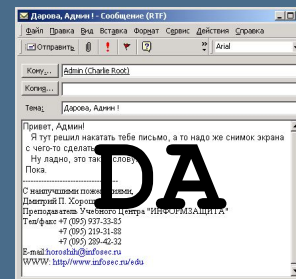 Дарова, Админ ! - Сообщение (RTF)
Файл Правка Вид Вставка Формат Сервис Действия Справка
Отправить Arial
Кому... Admin (Charlie Root)
Копия...
Тема: Дарова, Админ !
Привет, Админ!
Я тут решил накатать тебе письмо, а то надо же снимок экрана
с чего-то сделать
Ну ладно, это так слову
Пока.
С наилучшими пожеланиями,
Дмитрий П. Хорош
Преподаватель Учебного Центра "ИНФОРМЗАЩИТА"
Тел/факс +7 (095) 937-33-85
+7 (095) 219-31-88
+7 (095) 289-42-32
E-mail:horoshih@infosec.ru
WWW: http//www.infosec.ru/edu
DA